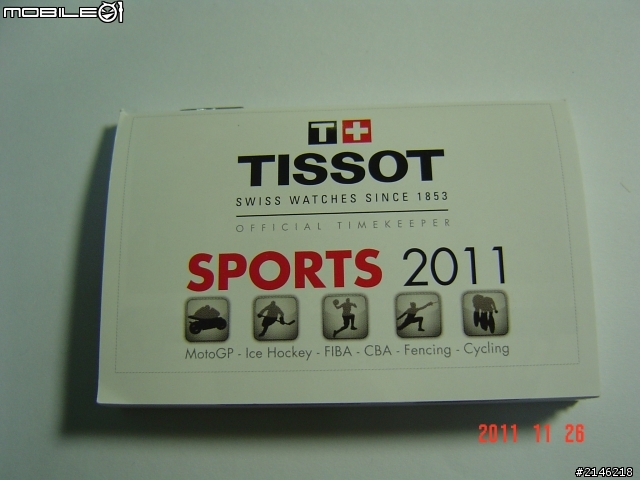 MOBILE01
T+
TISSOT
SWISS WATCHES SINCE 1853
OFFICIAL TIMEKEEPER
SPORTS 2011
MotoGP - Ice Hockey - FIBA - CBA - Fencing - Cycling
2011 11 26
#2146218